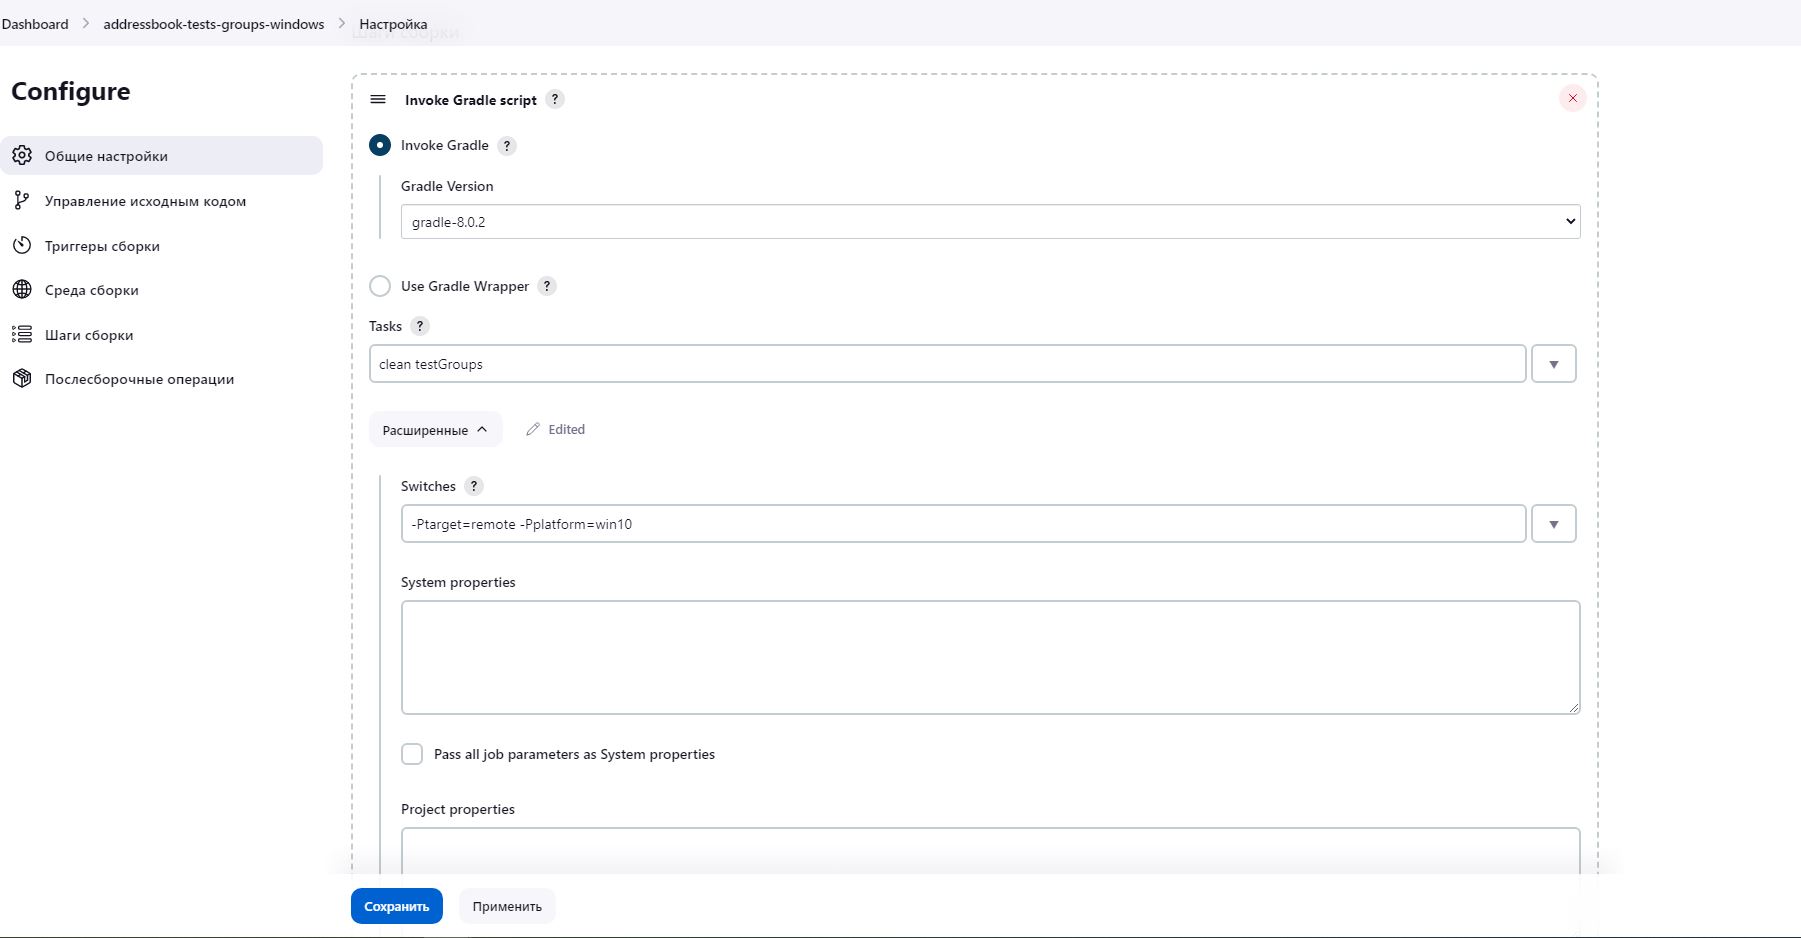 Dashboard > addressbook-tests-groups-windows > Настройка
Шаги сборки
Configure
Общие настройки
Управление исходным кодом
Триггеры сборки
Среда сборки
Шаги сборки
Послесборочные операции
Invoke Gradle script ?
Invoke Gradle ?
Gradle Version
gradle-8.0.2
Use Gradle Wrapper ?
Tasks ?
clean testGroups
Расширенные
Edited
Switches ?
-Ptarget=remote -Pplatform=win10
System properties
Pass all job parameters as System properties
Project properties
Сохранить
Применить